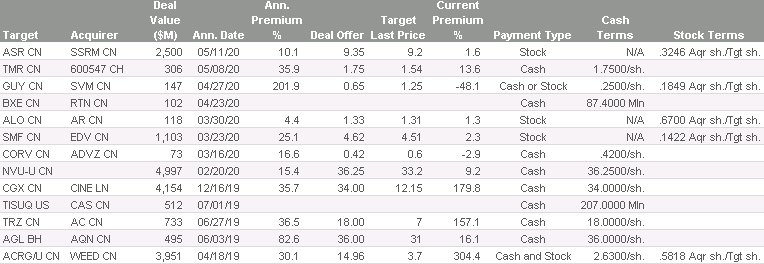 Target Acquirer Deal Value ($M) Ann. Date Ann. Premium % Deal Offer Target Last Price Current Premium % Payment Type Cash Terms Stock Terms
ASR CN SSRM CN 2,500 05/11/20 10.1 9.35 9.2 1.6 Stock N/A .3246 Aqr sh./Tgt sh.
TMR CN 600547 CH 306 05/08/20 35.9 1.75 1.54 13.6 Cash 1.7500/sh.
GUY CN SVM CN 147 04/27/20 201.9 0.65 1.25 -48.1 Cash or Stock .2500/sh. .1849 Aqr sh./Tgt sh.
BXE CN RTN CN 102 04/23/20 Cash 87.4000 Mln
ALO CN AR CN 118 03/30/20 4.4 1.33 1.31 1.3 Stock N/A .6700 Aqr sh./Tgt sh.
SMF CN EDV CN 1,103 03/23/20 25.1 4.62 4.51 2.3 Stock N/A .1422 Aqr sh./Tgt sh.
CORV CN ADVZ CN 73 03/16/20 16.6 0.42 0.6 -2.9 Cash .4200/sh.
NVU-U CN 4,997 02/20/20 15.4 36.25 33.2 9.2 Cash 36.2500/sh.
CGX CN CINE LN 4,154 12/16/19 35.7 34.00 12.15 179.8 Cash 34.0000/sh.
TISUQ US CAS CN 512 07/01/19 Cash 207.0000 Mln
TRZ CN AC CN 733 06/27/19 36.5 18.00 7 157.1 Cash 18.0000/sh.
AGL BH AQN CN 495 06/03/19 82.6 36.00 31 16.1 Cash 36.0000/sh.
ACRG/U CN WEED CN 3,951 04/18/19 30.1 14.96 3.7 304.4 Cash and Stock 2.6300/sh. .5818 Aqr sh./Tgt sh.